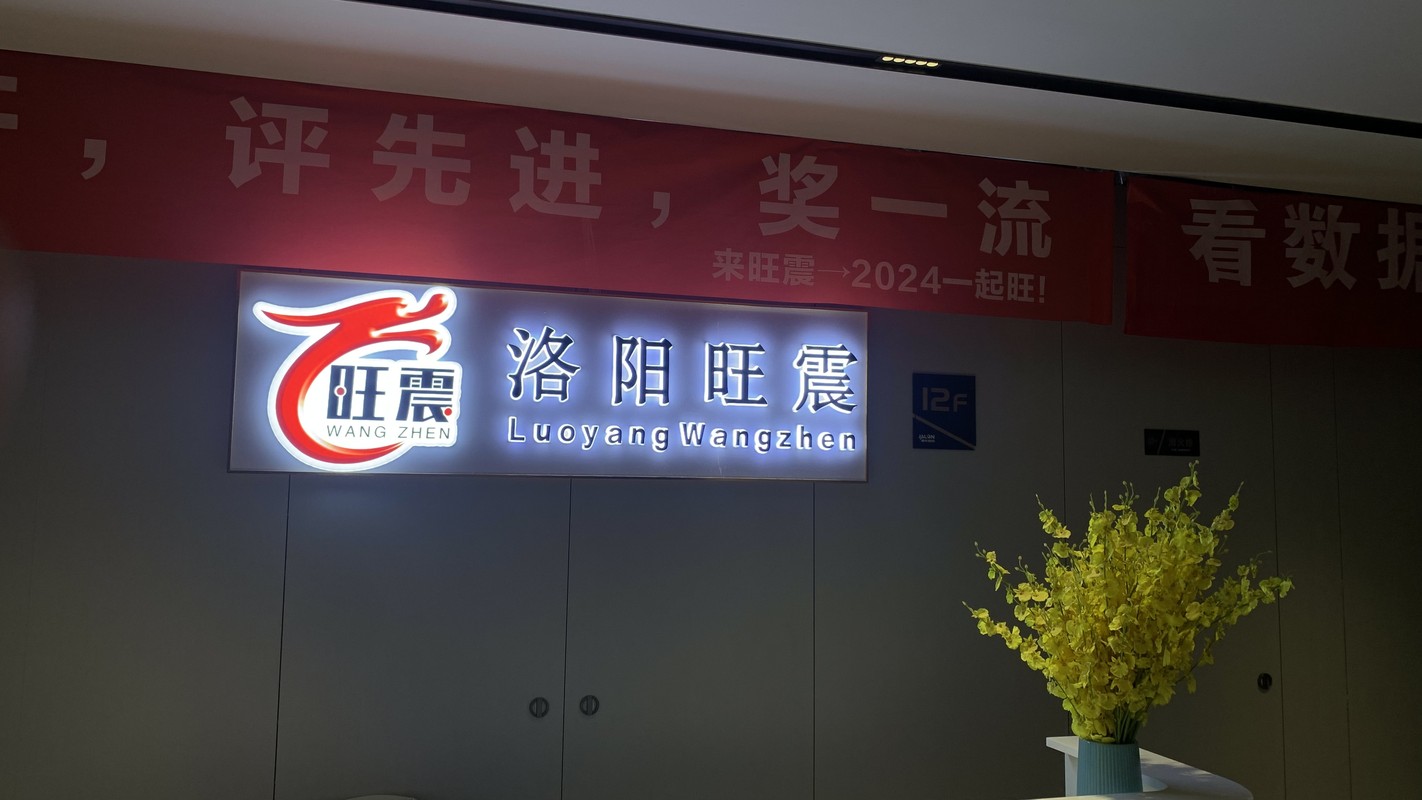 ，评先进，奖一流
来旺震→2024一起旺!
看数据
旺震
WANG ZHEN
洛阳旺震
Luoyang Wangzhen
12F